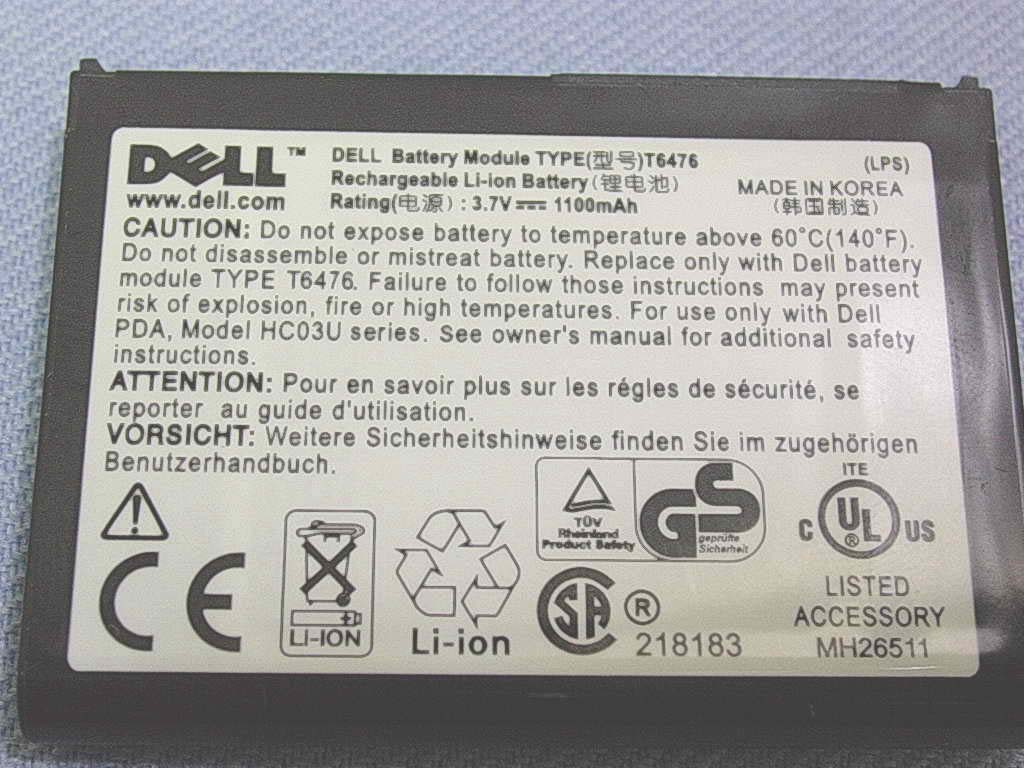 DELL™ DELL Battery Module TYPE(型号)T6476 (LPS)
Rechargeable Li-ion Battery(锂电池) MADE IN KOREA
www.dell.com Rating(电源) : 3.7V⎓ 1100mAh (韩国制造)
CAUTION: Do not expose battery to temperature above 60°C(140°F).
Do not disassemble or mistreat battery. Replace only with Dell battery
module TYPE T6476. Failure to follow those instructions may present
risk of explosion, fire or high temperatures. For use only with Dell
PDA, Model HC03U series. See owner's manual for additional safety
instructions.
ATTENTION: Pour en savoir plus sur les régles de sécurité, se
reporter au guide d'utilisation.
VORSICHT: Weitere Sicherheitshinweise finden Sie im zugehörigen
Benutzerhandbuch.
!
CE
LI-ION
Li-ion
TÜV
Rheinland
Product Safety
GS
geprüfte
Sicherheit
SA ®
218183
ITE
C UL ® US
LISTED
ACCESSORY
MH26511